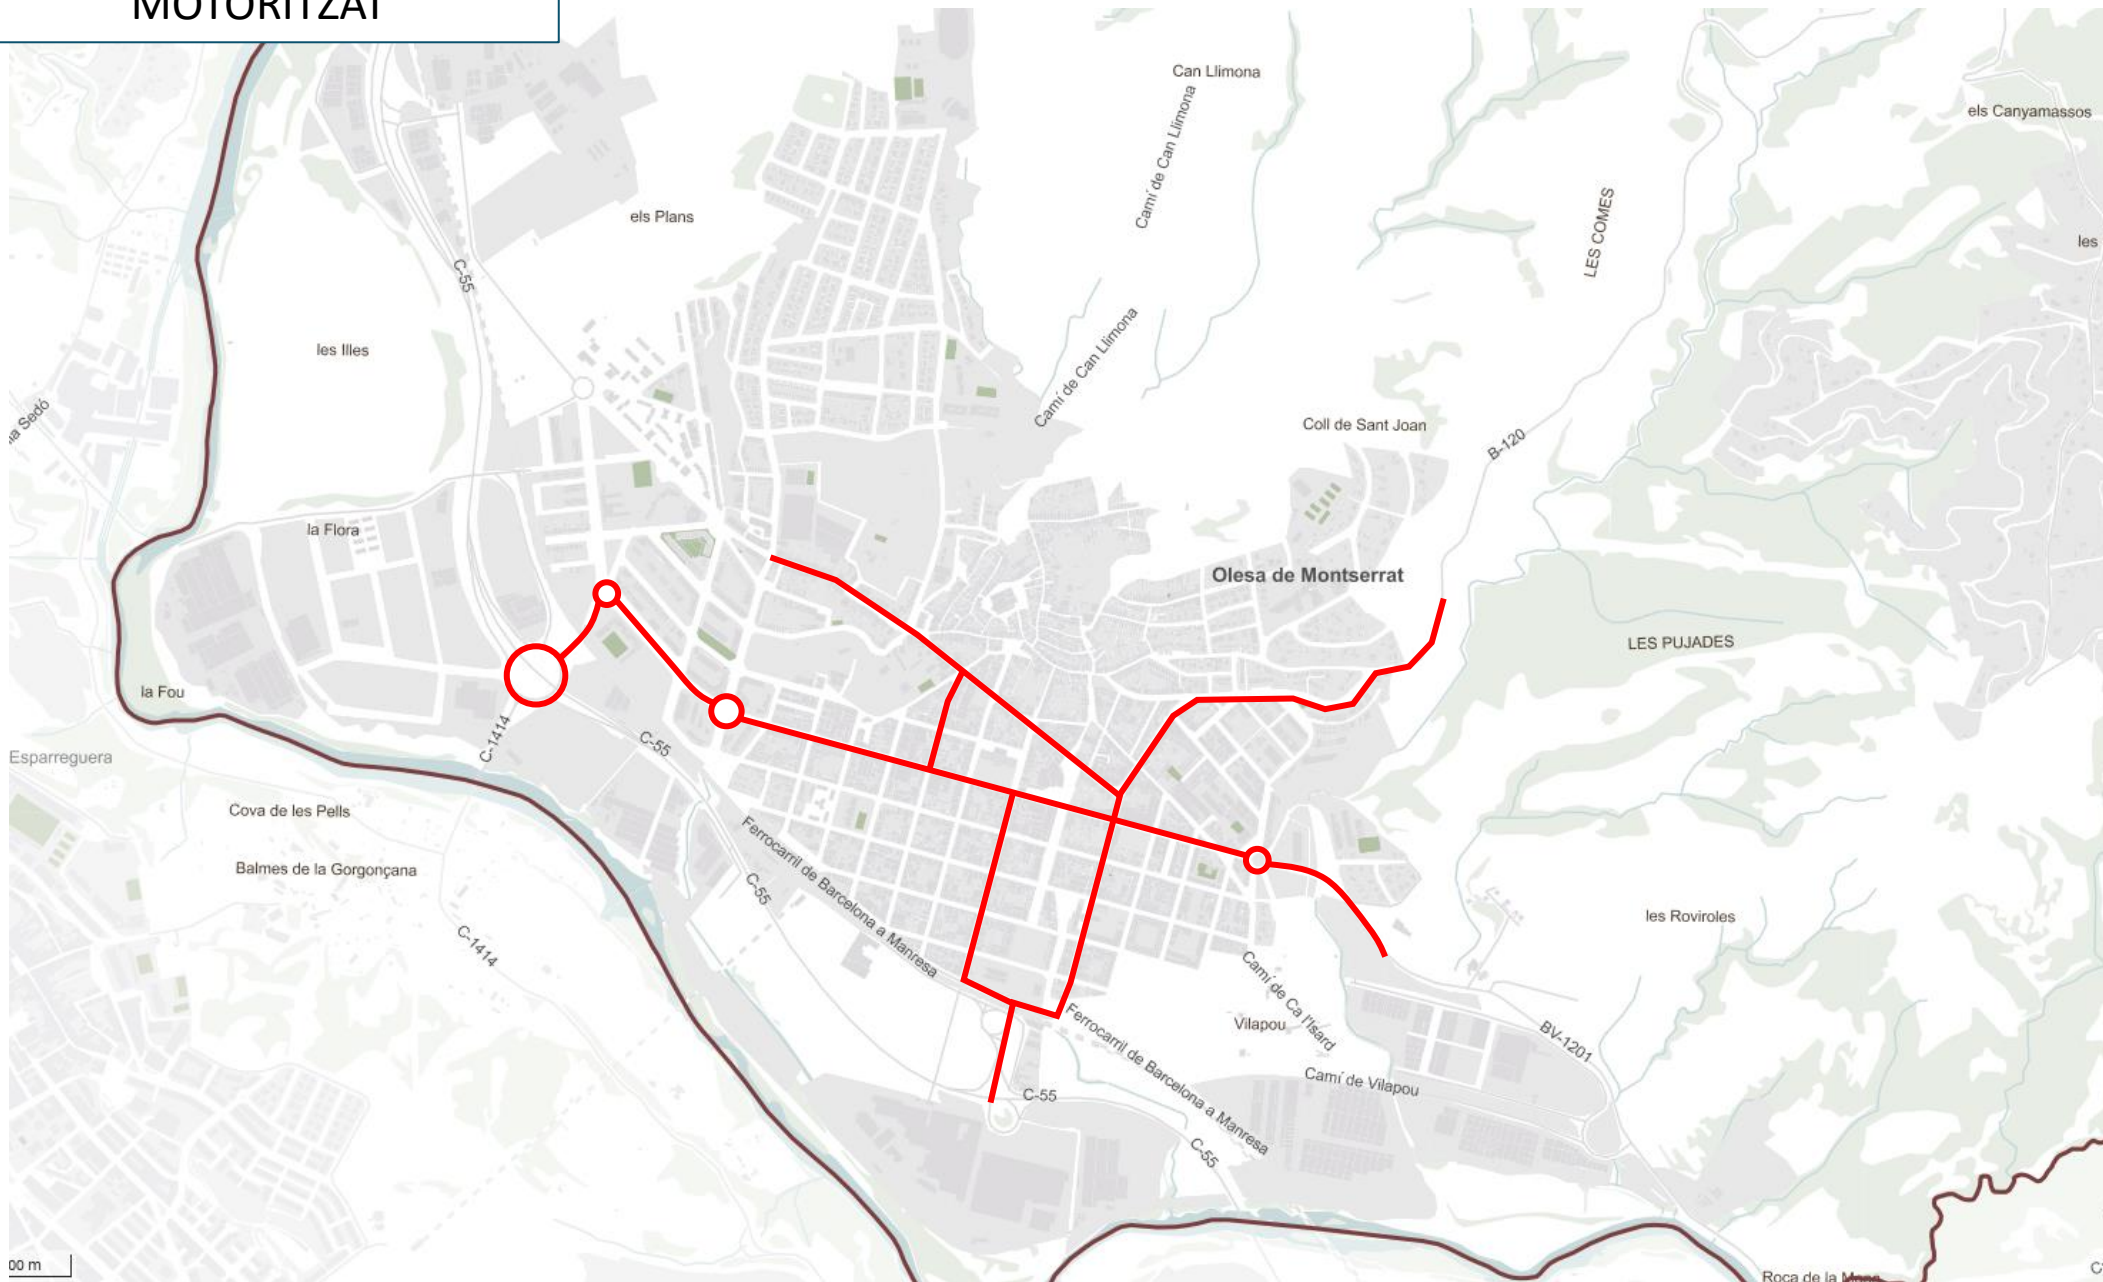 MOTORITZAT
Can Llimona
Camí de Can Llimona
els Canyamassos
els Plans
LES COMES
les
C-55
les Illes
Camí de Can Llimona
la Sedó
Coll de Sant Joan
B-120
la Flora
Olesa de Montserrat
LES PUJADES
la Fou
C-1414
C-55
Esparreguera
Cova de les Pells
Balmes de la Gorgonçana
Ferrocarril de Barcelona a Manresa
C-55
les Roviroles
C-1414
Camí de Ca l'Isard
Vilapou
Ferrocarril de Barcelona a Manresa
BV-1201
Camí de Vilapou
C-55
C-55
00 m
Roca de la